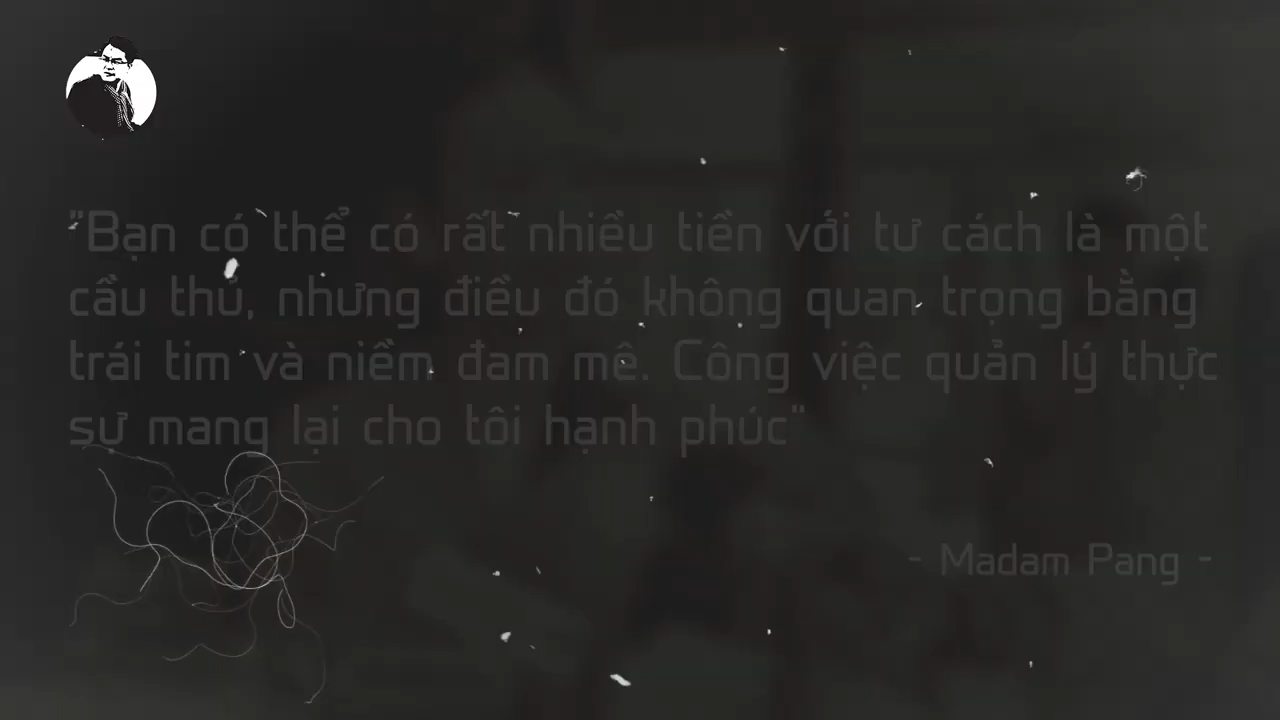 "Bạn có thể có rất nhiều tiền với tư cách là một
cầu thủ, nhưng điều đó không quan trọng bằng
trái tim và niềm đam mê. Công việc quản lý thực
sự mang lại cho tôi hạnh phúc"
- Madam Pang -